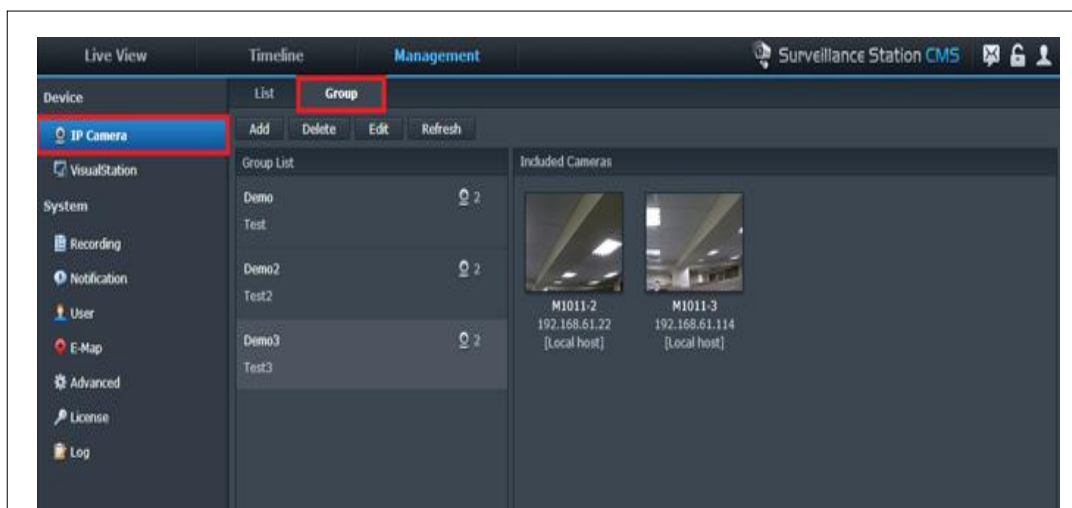 Live View
Timeline
Management
Surveillance Station CMS
Device
IP Camera
VisualStation
System
Recording
Notification
User
E-Map
Advanced
License
Log
List
Group
Add
Delete
Edit
Refresh
Group List
Demo 2
Test
Demo2 2
Test2
Demo3 2
Test3
Included Cameras
M1011-2
192.168.61.22
[Local host]
M1011-3
192.168.61.114
[Local host]